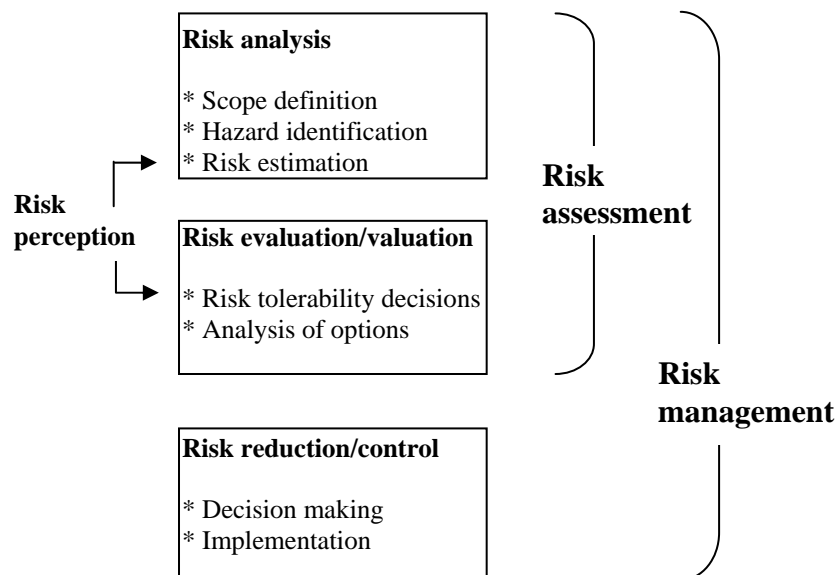 Risk analysis
* Scope definition
* Hazard identification
* Risk estimation
Risk
perception
Risk evaluation/valuation
* Risk tolerability decisions
* Analysis of options
Risk reduction/control
* Decision making
* Implementation
Risk
assessment
Risk
management